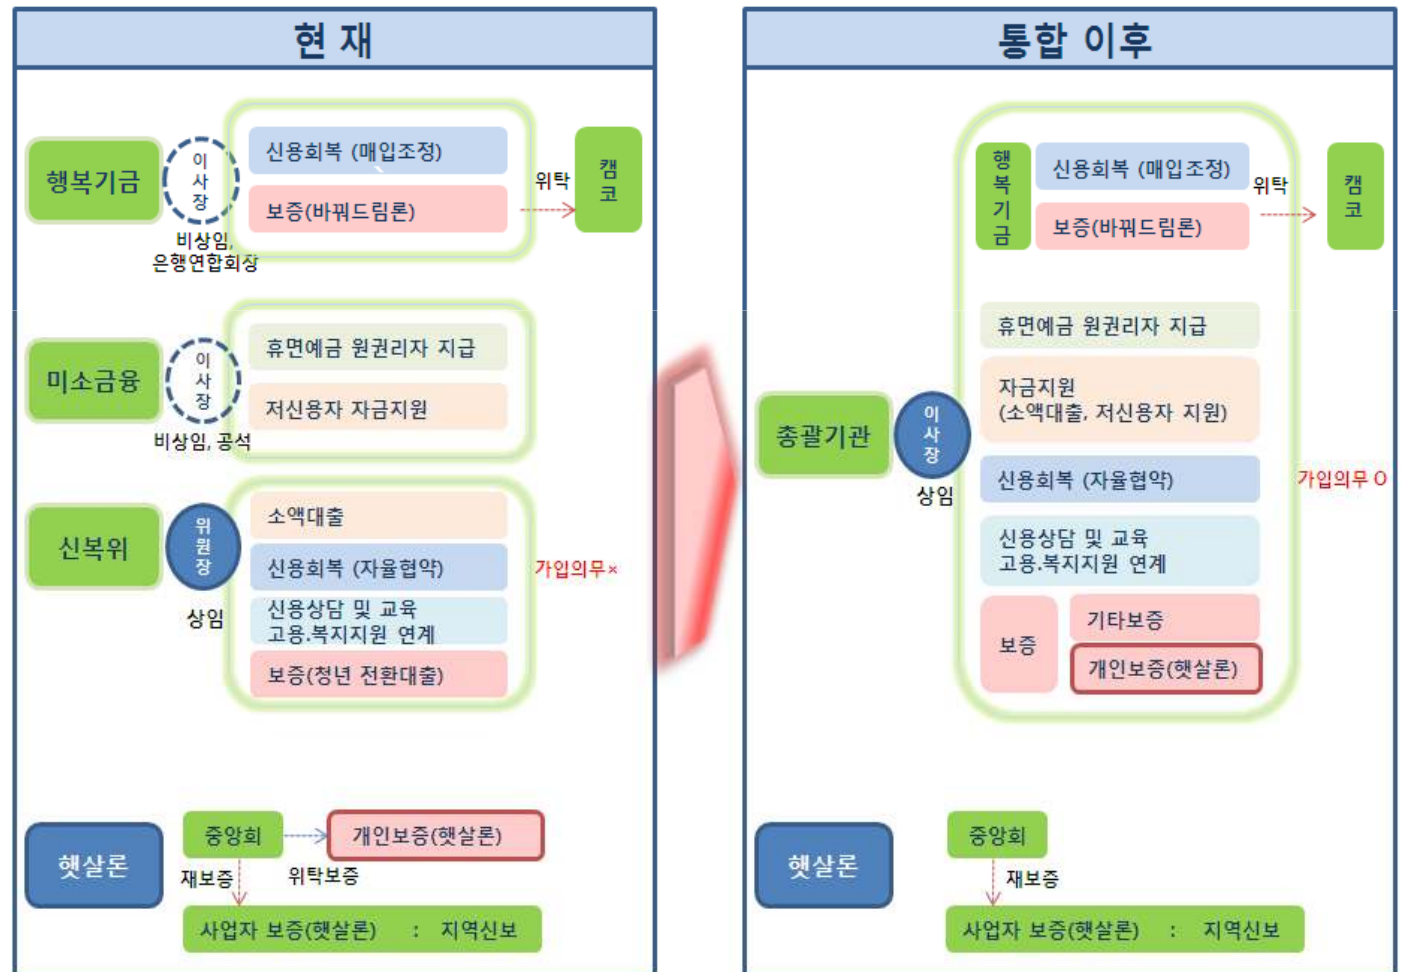 현 재
행복기금
이
사
장
비상임,
은행연합회장
신용회복 (매입조정)
보증(바꿔드림론)
위탁
캠
코
미소금융
이
사
장
비상임, 공석
휴면예금 원권리자 지급
저신용자 자금지원
신복위
위
원
장
상임
소액대출
신용회복 (자율협약)
신용상담 및 교육
고용.복지지원 연계
보증(청년 전환대출)
가입의무×
햇살론
중앙회
개인보증(햇살론)
재보증
위탁보증
사업자 보증(햇살론) : 지역신보
통합 이후
행
복
기
금
신용회복 (매입조정)
보증(바꿔드림론)
위탁
캠
코
휴면예금 원권리자 지급
자금지원
(소액대출, 저신용자 지원)
총괄기관
이
사
장
상임
신용회복 (자율협약)
가입의무 O
신용상담 및 교육
고용.복지지원 연계
보증
기타보증
개인보증(햇살론)
햇살론
중앙회
재보증
사업자 보증(햇살론) : 지역신보